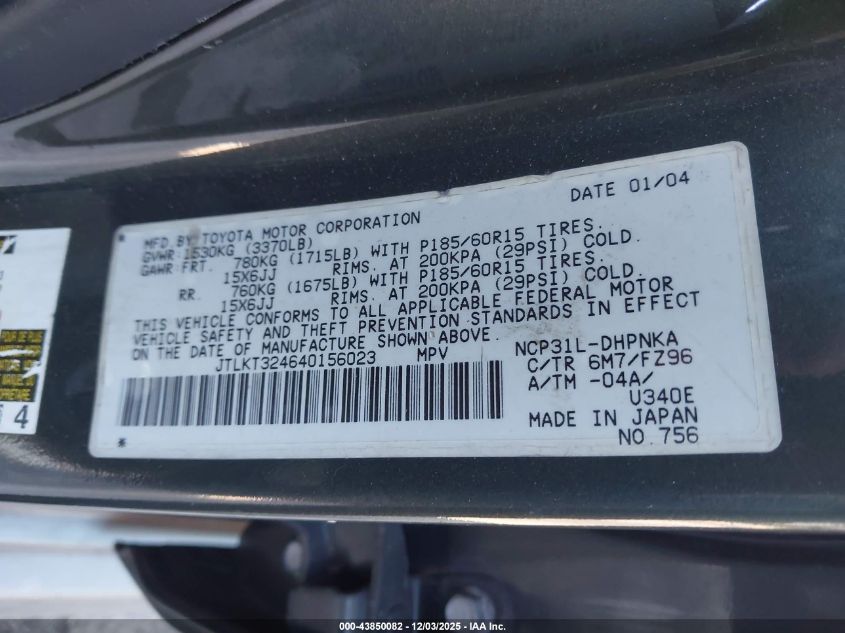 DATE 01/04
MFD. BY TOYOTA MOTOR CORPORATION
GVWR 1530KG (3370LB)
GAWR FRT. 780KG (1715LB) WITH P185/60R15 TIRES.
15X6JJ RIMS. AT 200KPA (29PSI) COLD.
RR. 760KG (1675LB) WITH P185/60R15 TIRES.
15X6JJ RIMS. AT 200KPA (29PSI) COLD.
THIS VEHICLE CONFORMS TO ALL APPLICABLE FEDERAL MOTOR
VEHICLE SAFETY AND THEFT PREVENTION STANDARDS IN EFFECT
ON THE DATE OF MANUFACTURE SHOWN ABOVE.
JTLKT324640156023 MPV NCP31L-DHPNKA
C/TR 6M7/FZ96
A/TM -04A/
U340E
MADE IN JAPAN
NO. 756
4
000-43850082 - 12/03/2025 - IAA Inc.